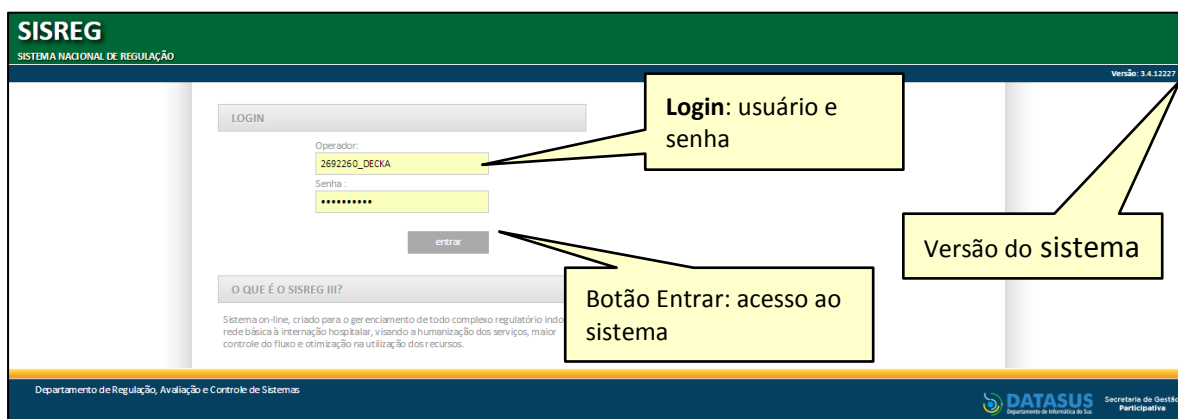 SISREG
SISTEMA NACIONAL DE REGULAÇÃO
Versão: 3.4.12227
LOGIN
Operador:
2692260_DECKA
Senha :
••••••••••
entrar
Login: usuário e
senha
Versão do sistema
Botão Entrar: acesso ao
sistema
O QUE É O SISREG III?
Sistema on-line, criado para o gerenciamento de todo complexo regulatório indo
rede básica à internação hospitalar, visando a humanização dos serviços, maior
controle do fluxo e otimização na utilização dos recursos.
Departamento de Regulação, Avaliação e Controle de Sistemas
DATASUS
Departamento de Informática do Sus
Secretaria de Gestão
Participativa